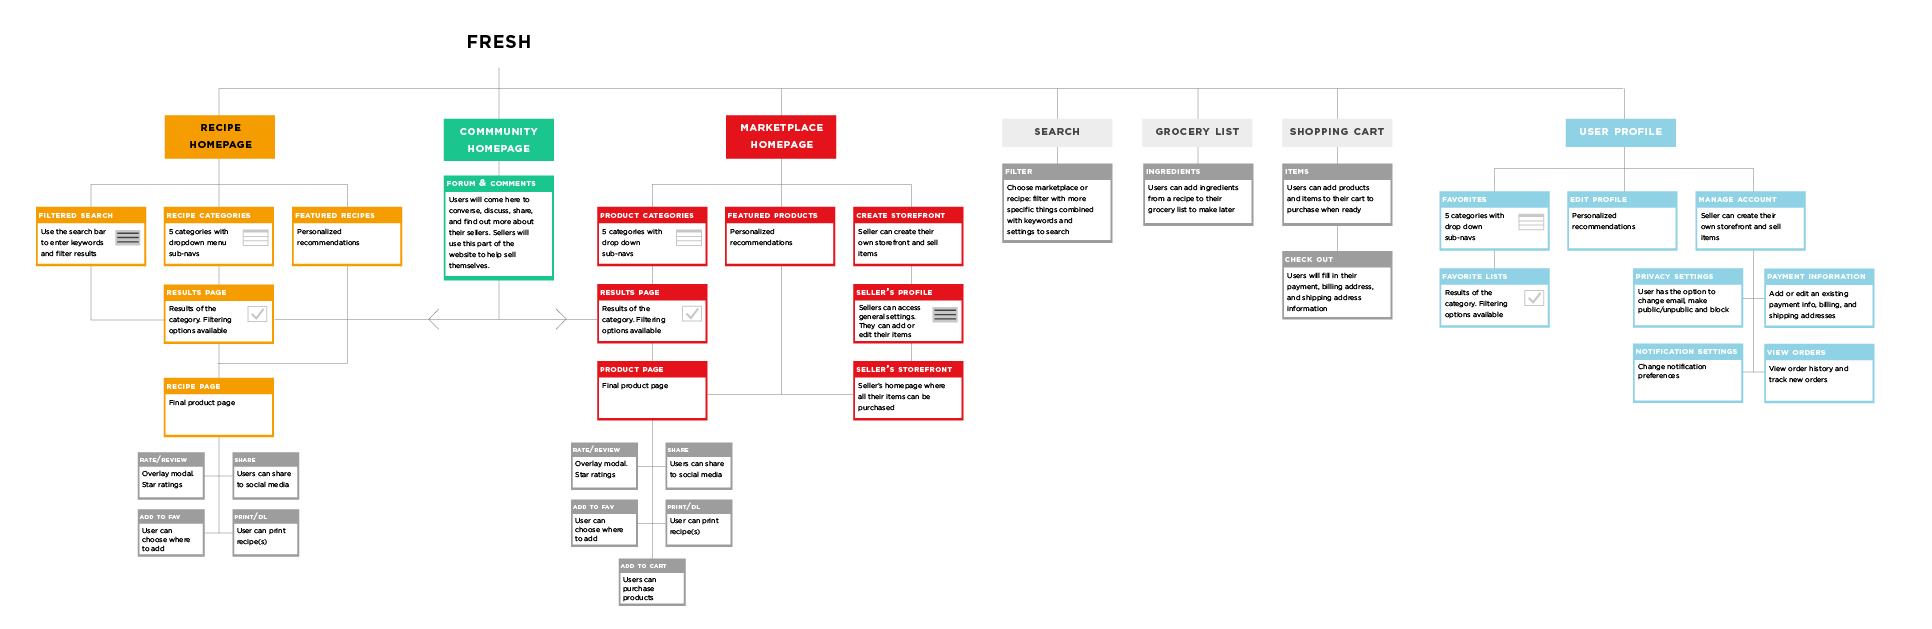 FRESH
RECIPE
HOMEPAGE
COMMMUNITY
HOMEPAGE
MARKETPLACE
HOMEPAGE
SEARCH
GROCERY LIST
SHOPPING CART
USER PROFILE
FILTERED SEARCH
Use the search bar
to enter keywords
and filter results
RECIPE CATEGORIES
5 categories with
dropdown menu
sub-navs
FEATURED RECIPES
Personalized
recommendations
RESULTS PAGE
Results of the
category. Filtering
options available
RECIPE PAGE
Final product page
RATE/REVIEW
Overlay modal.
Star ratings
SHARE
Users can share
to social media
ADD TO FAV
User can
choose where
to add
PRINT/DL
User can print
recipe(s)
FORUM & COMMENTS
Users will come here to
converse, discuss, share,
and find out more about
their sellers. Sellers will
use this part of the
website to help sell
themselves.
PRODUCT CATEGORIES
5 categories with
drop down
sub-navs
FEATURED PRODUCTS
Personalized
recommendations
CREATE STOREFRONT
Seller can create their
own storefront and sell
items
RESULTS PAGE
Results of the
category. Filtering
options available
SELLER'S PROFILE
Sellers can access
general settings.
They can add or
edit their items
PRODUCT PAGE
Final product page
SELLER'S STOREFRONT
Seller's homepage where
all their items can be
purchased
RATE/REVIEW
Overlay modal.
Star ratings
SHARE
Users can share
to social media
ADD TO FAV
User can
choose where
to add
PRINT/DL
User can print
recipe(s)
ADD TO CART
Users can
purchase
products
FILTER
Choose marketplace or
recipe: filter with more
specific things combined
with keywords and
settings to search
INGREDIENTS
Users can add ingredients
from a recipe to their
grocery list to make later
ITEMS
Users can add products
and items to their cart to
purchase when ready
CHECK OUT
Users will fill in their
payment, billing address,
and shipping address
information
FAVORITES
5 categories with
drop down
sub-navs
EDIT PROFILE
Personalized
recommendations
MANAGE ACCOUNT
Seller can create their
own storefront and sell
items
FAVORITE LISTS
Results of the
category. Filtering
options available
PRIVACY SETTINGS
User has the option to
change email, make
public/unpublic and block
PAYMENT INFORMATION
Add or edit an existing
payment info, billing, and
shipping addresses
NOTIFICATION SETTINGS
Change notification
preferences
VIEW ORDERS
View order history and
track new orders